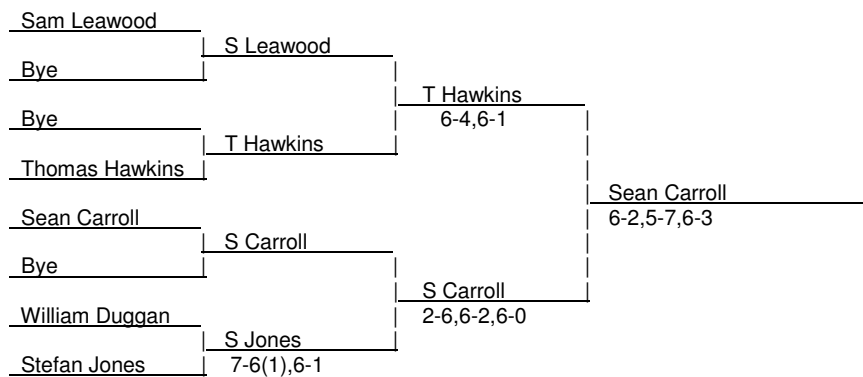 Sam Leawood
S Leawood
Bye
T Hawkins
6-4,6-1
Bye
T Hawkins
Thomas Hawkins
Sean Carroll
6-2,5-7,6-3
Sean Carroll
S Carroll
Bye
S Carroll
2-6,6-2,6-0
William Duggan
S Jones
7-6(1),6-1
Stefan Jones